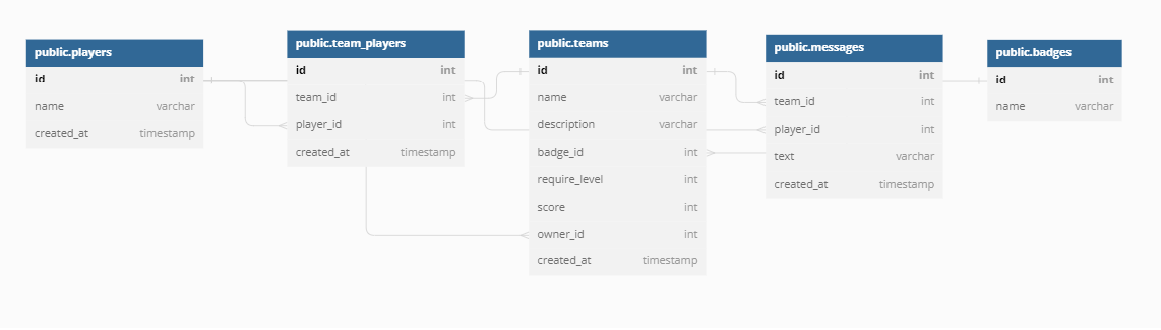 public.players
id int
name varchar
created_at timestamp
public.team_players
id int
team_id int
player_id int
created_at timestamp
public.teams
id int
name varchar
description varchar
badge_id int
require_level int
score int
owner_id int
created_at timestamp
public.messages
id int
team_id int
player_id int
text varchar
created_at timestamp
public.badges
id int
name varchar